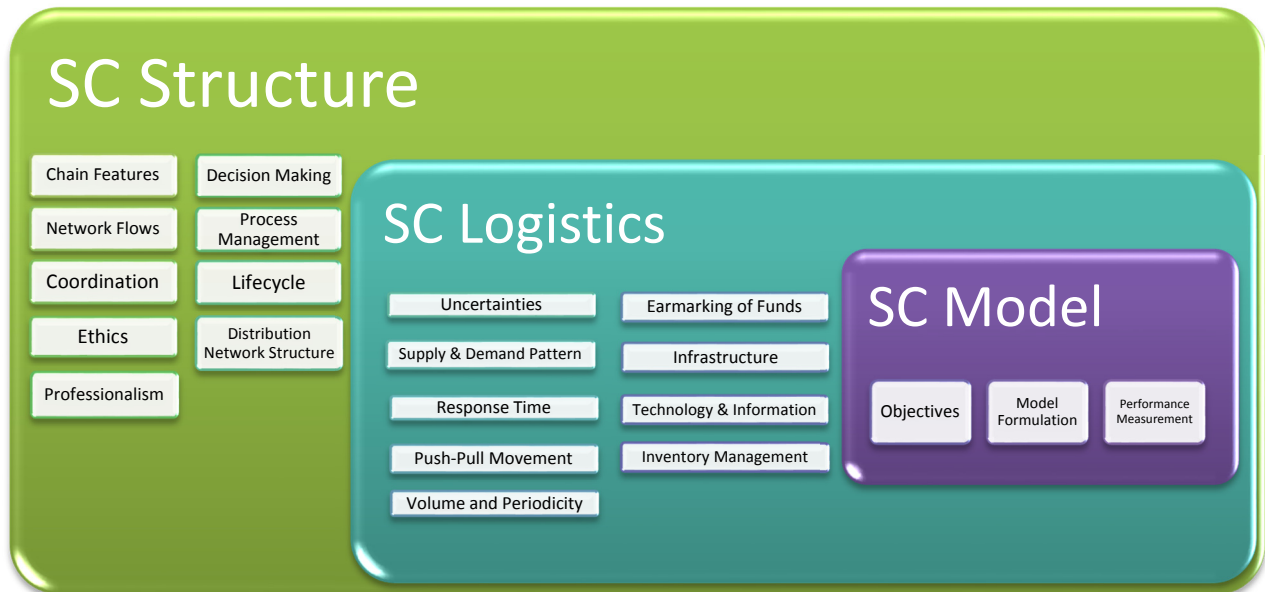 SC Structure
Chain Features
Network Flows
Coordination
Ethics
Professionalism
Decision Making
Process
Management
Lifecycle
Distribution
Network Structure
SC Logistics
Uncertainties
Supply & Demand Pattern
Response Time
Push-Pull Movement
Volume and Periodicity
Earmarking of Funds
Infrastructure
Technology & Information
Inventory Management
SC Model
Objectives
Model
Formulation
Performance
Measurement